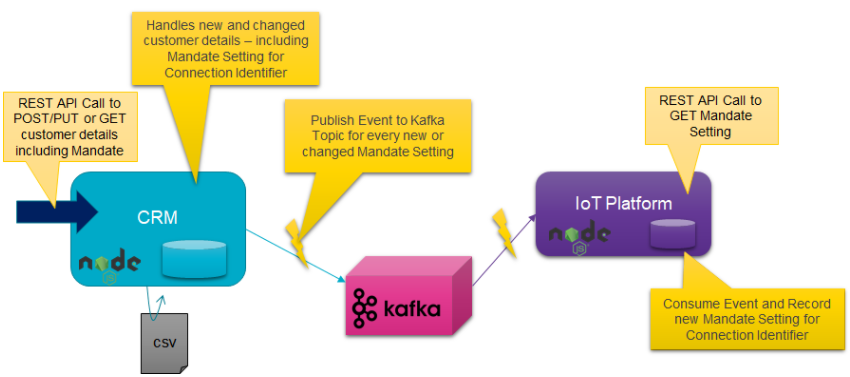 Handles new and changed
customer details – including
Mandate Setting for
Connection Identifier
REST API Call to
POST/PUT or GET
customer details
including Mandate
Publish Event to Kafka
Topic for every new or
changed Mandate Setting
REST API Call to
GET Mandate
Setting
CRM
node
JS
IoT Platform
node
JS
kafka
Consume Event and Record
new Mandate Setting for
Connection Identifier
csv